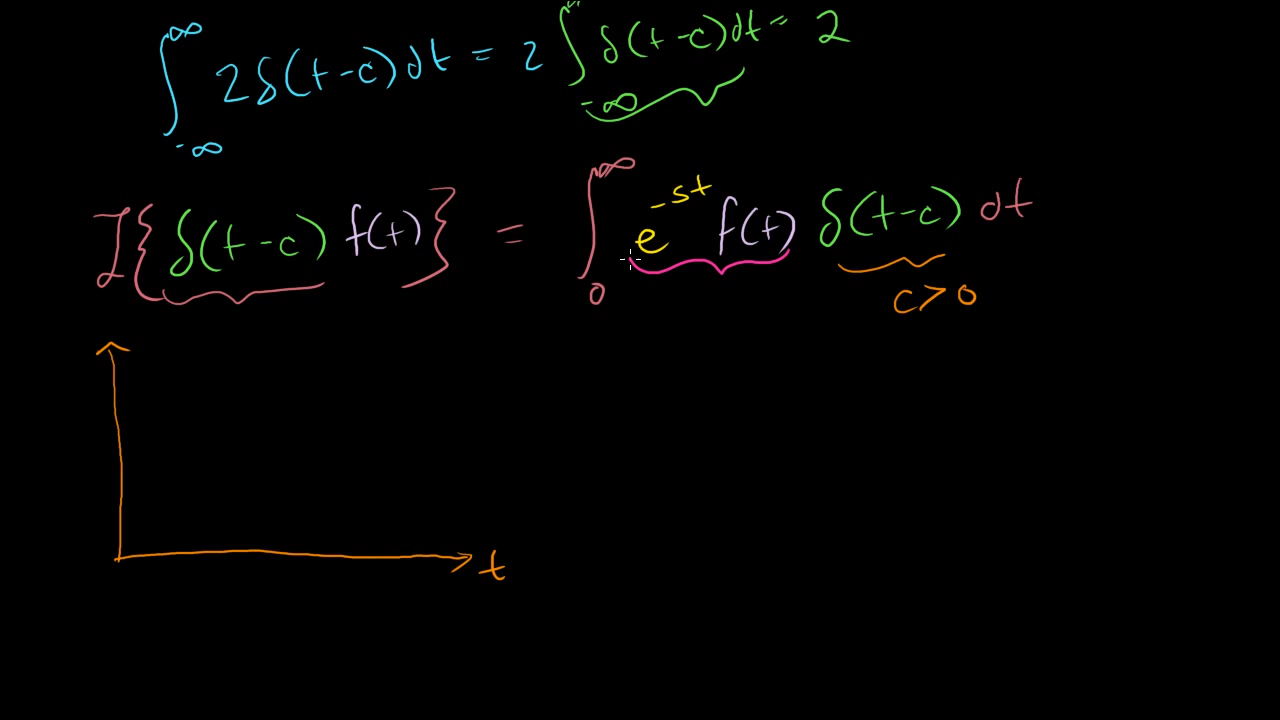 ∫_{-∞}^{∞} 2δ(t-c)dt = 2 ∫_{-∞}^{∞} δ(t-c)dt = 2
ℒ{δ(t-c) f(t)} = ∫_0^∞ e^{-st} f(t) δ(t-c) dt
c > 0
t